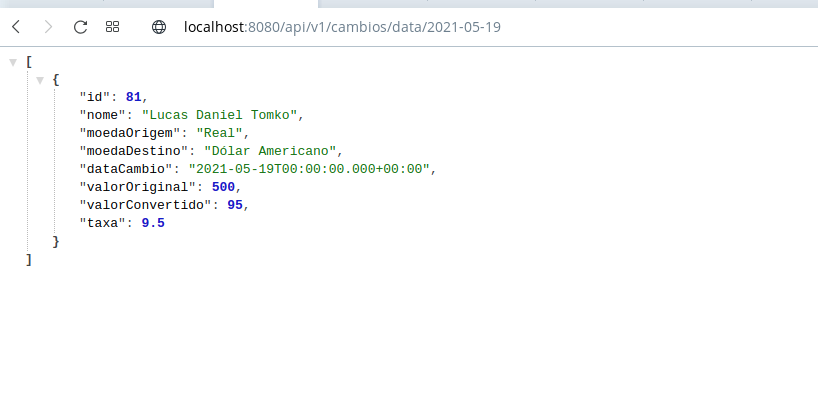 localhost:8080/api/v1/cambios/data/2021-05-19
[
{
"id": 81,
"nome": "Lucas Daniel Tomko",
"moedaOrigem": "Real",
"moedaDestino": "Dólar Americano",
"dataCambio": "2021-05-19T00:00:00.000+00:00",
"valorOriginal": 500,
"valorConvertido": 95,
"taxa": 9.5
}
]